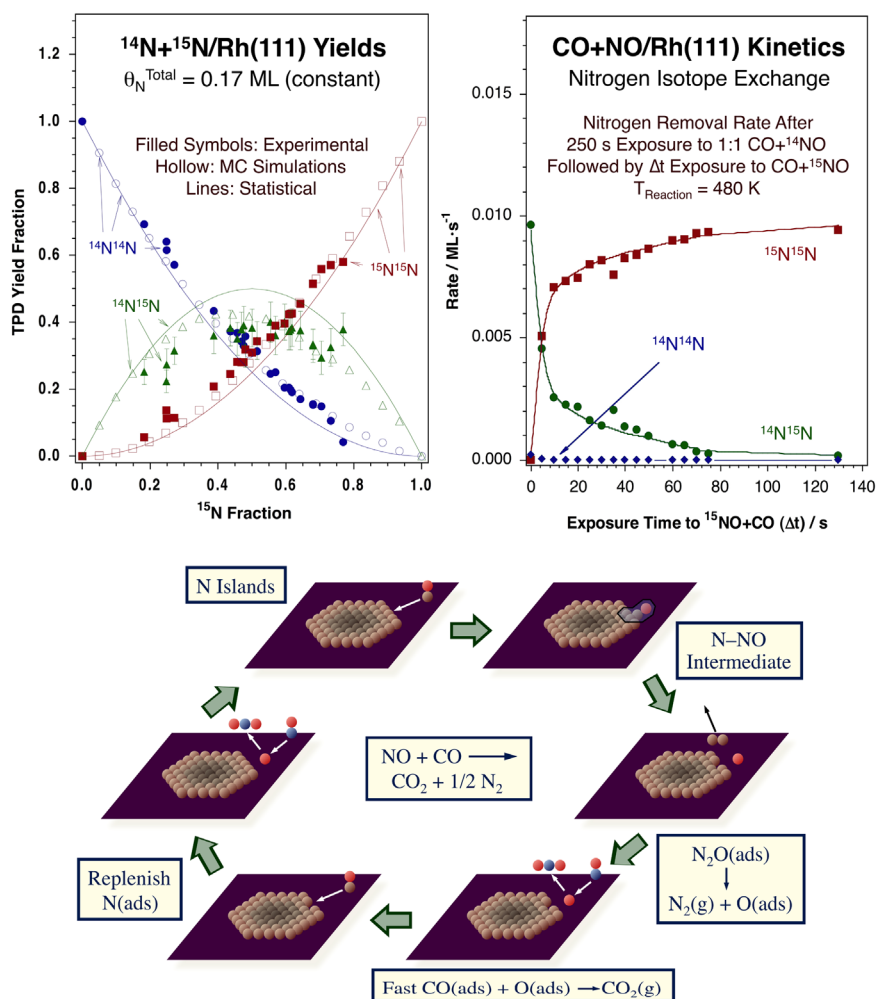 ¹⁴N+¹⁵N/Rh(111) Yields
θ_N^Total = 0.17 ML (constant)
Filled Symbols: Experimental
Hollow: MC Simulations
Lines: Statistical
¹⁴N¹⁴N
¹⁵N¹⁵N
¹⁴N¹⁵N
TPD Yield Fraction
1.2
1.0
0.8
0.6
0.4
0.2
0.0
0.0 0.2 0.4 0.6 0.8 1.0
¹⁵N Fraction
CO+NO/Rh(111) Kinetics
Nitrogen Isotope Exchange
Nitrogen Removal Rate After
250 s Exposure to 1:1 CO+¹⁴NO
Followed by Δt Exposure to CO+¹⁵NO
T_Reaction = 480 K
¹⁵N¹⁵N
¹⁴N¹⁴N
¹⁴N¹⁵N
Rate / ML·s⁻¹
0.015
0.010
0.005
0.000
0 20 40 60 80 100 120 140
Exposure Time to ¹⁵NO+CO (Δt) / s
N Islands
N–NO
Intermediate
NO + CO →
CO₂ + 1/2 N₂
N₂O(ads)
↓
N₂(g) + O(ads)
Replenish
N(ads)
Fast CO(ads) + O(ads) → CO₂(g)